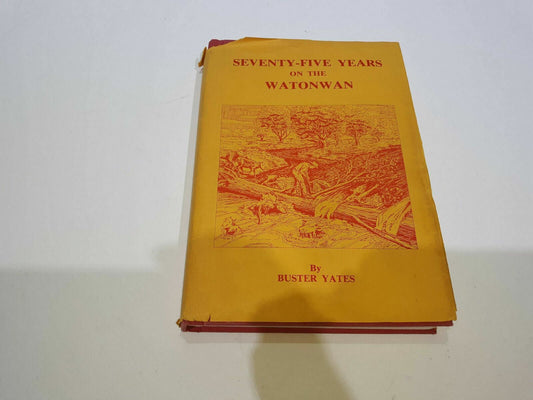 SEVENTY-FIVE YEARS
ON THE
WATONWAN
By
BUSTER YATES